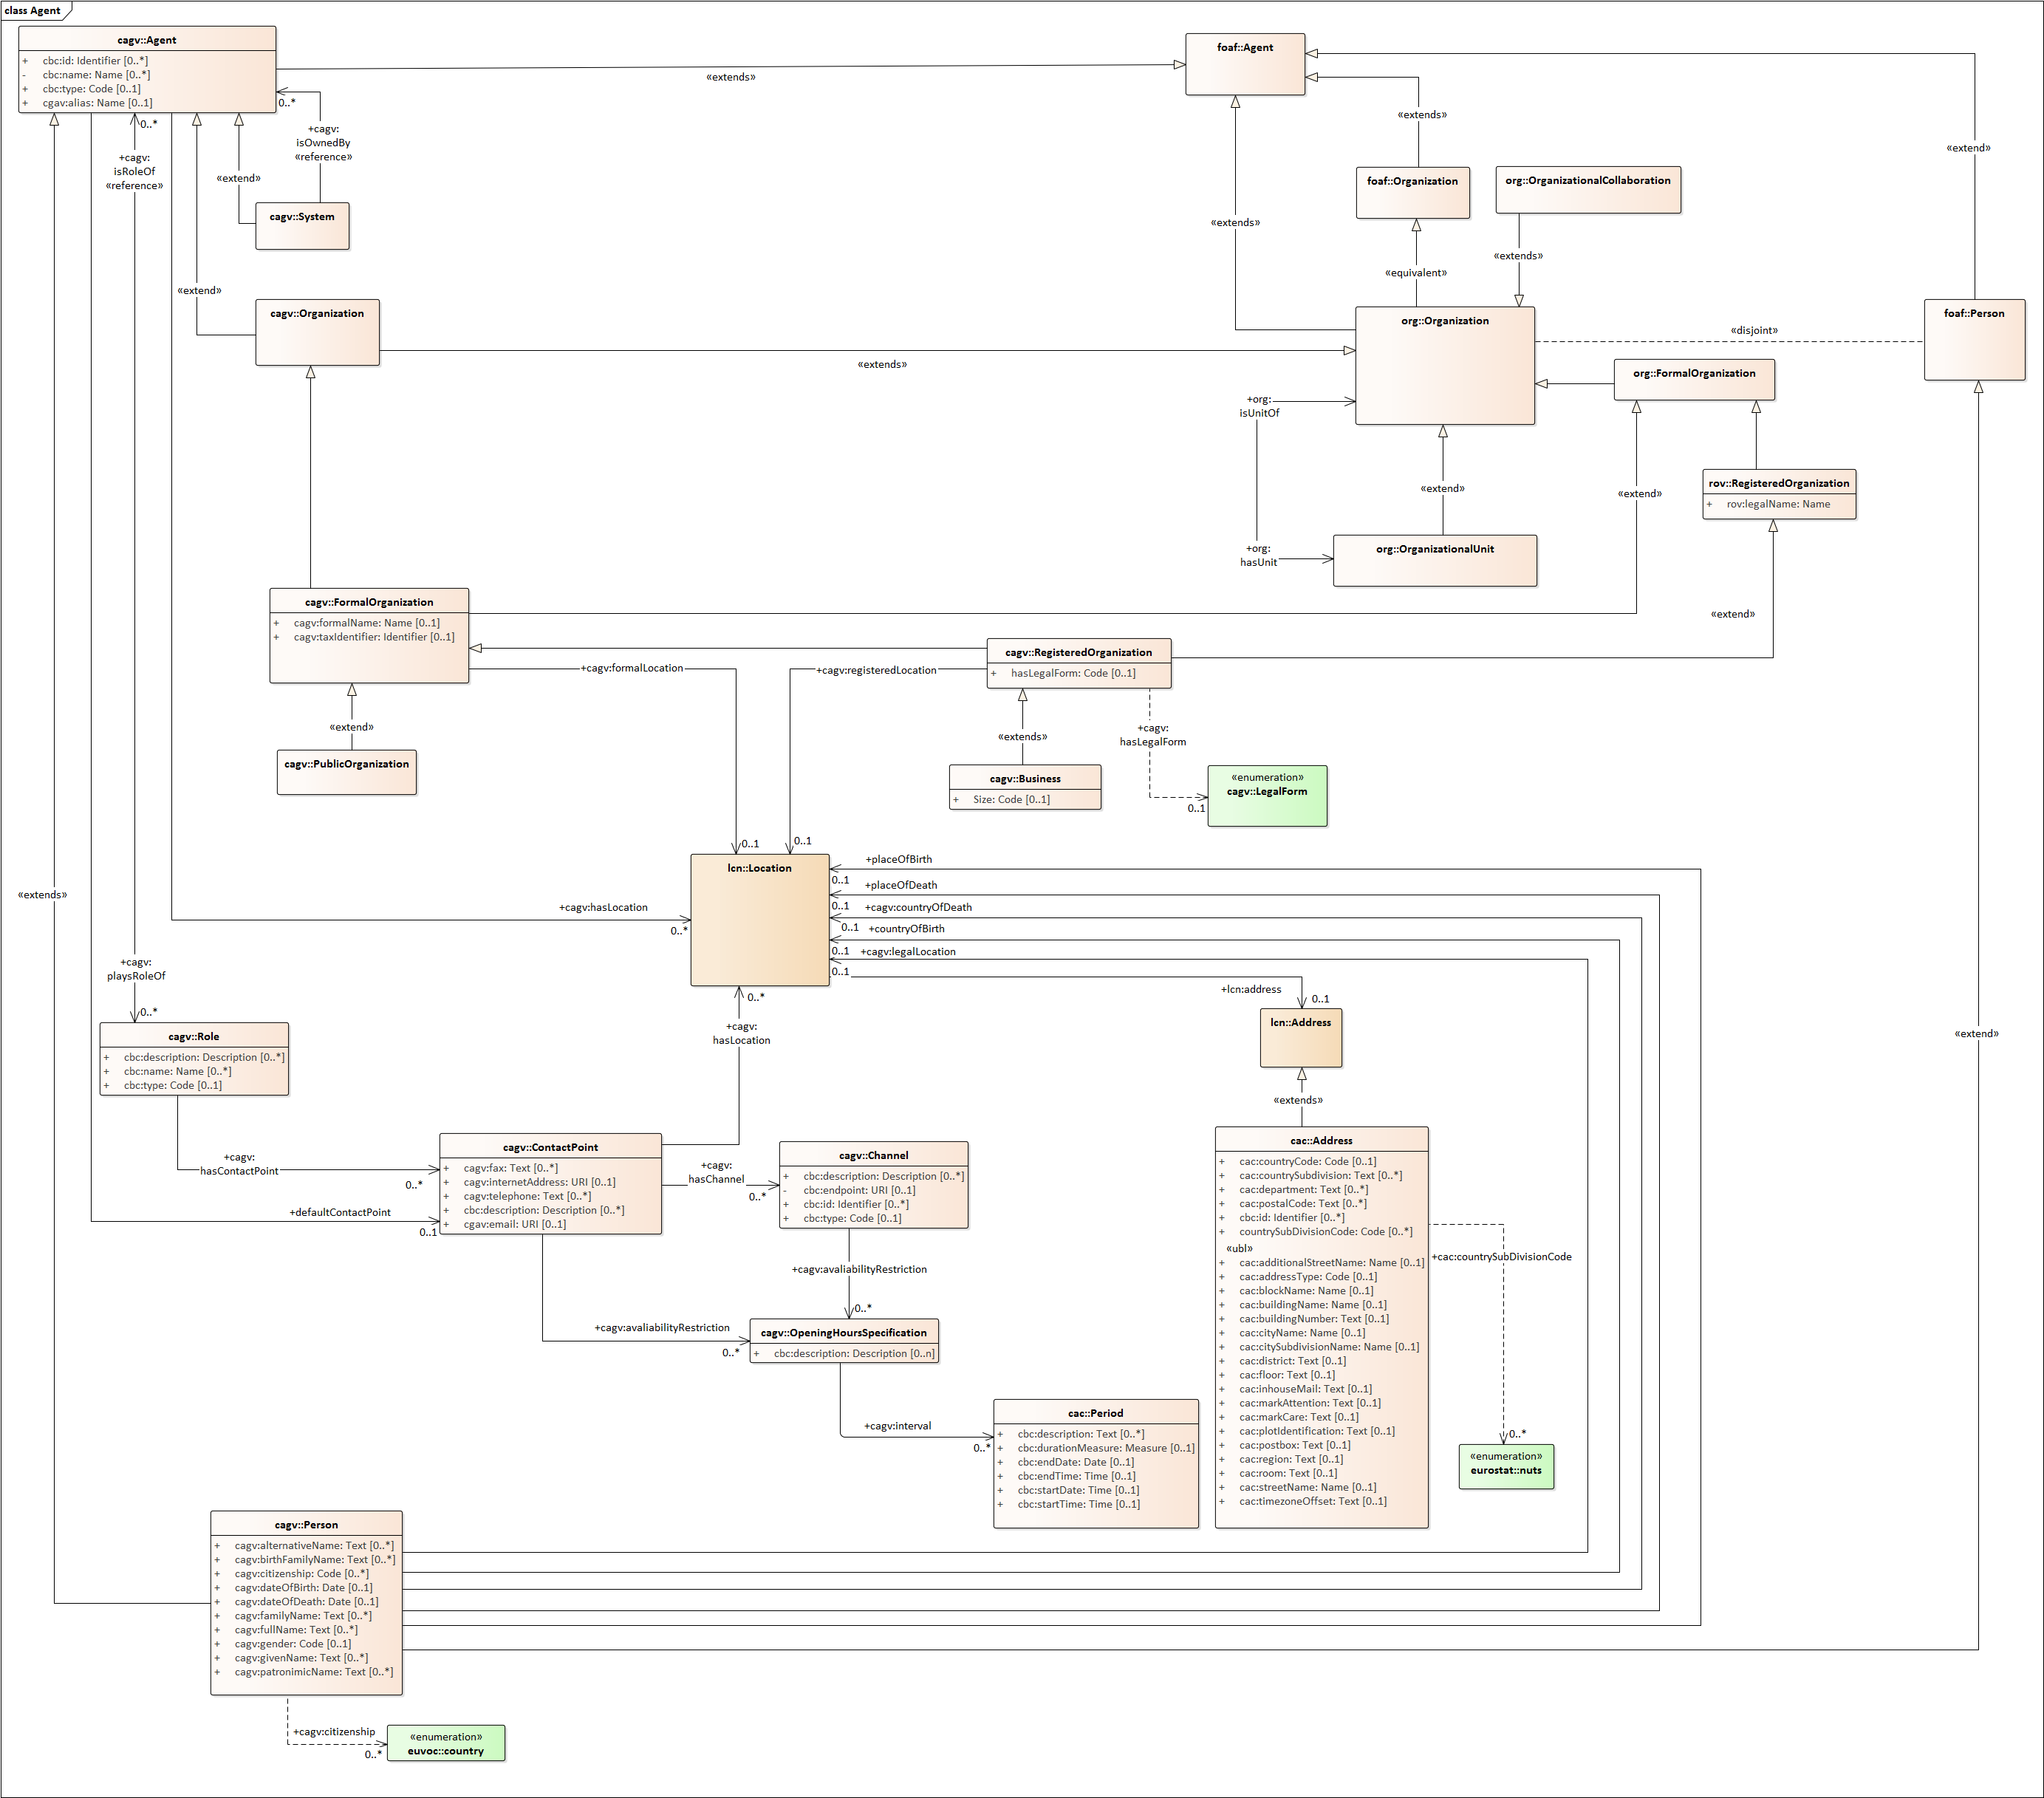 class Agent
cagv::Agent
+ cbc:id: Identifier [0..*]
- cbc:name: Name [0..*]
+ cbc:type: Code [0..1]
+ cgav:alias: Name [0..1]
«extends»
foaf::Agent
0..*
+cagv:
isOwnedBy
«reference»
0..*
+cagv:
isRoleOf
«reference»
«extend»
cagv::System
«extends»
«extend»
foaf::Organization
org::OrganizationalCollaboration
«extends»
«extends»
«equivalent»
«extend»
cagv::Organization
org::Organization
foaf::Person
«disjoint»
«extends»
org::FormalOrganization
+org:
isUnitOf
«extend»
«extend»
rov::RegisteredOrganization
+ rov:legalName: Name
+org:
hasUnit
org::OrganizationalUnit
cagv::FormalOrganization
+ cagv:formalName: Name [0..1]
+ cagv:taxIdentifier: Identifier [0..1]
«extend»
cagv::RegisteredOrganization
+ hasLegalForm: Code [0..1]
+cagv:formalLocation
+cagv:registeredLocation
«extend»
cagv::PublicOrganization
+cagv:
hasLegalForm
«extends»
cagv::Business
+ Size: Code [0..1]
«enumeration»
cagv::LegalForm
0..1
0..1
0..1
lcn::Location
+placeOfBirth
0..1
+placeOfDeath
0..1
+cagv:countryOfDeath
0..1
+countryOfBirth
0..1
+cagv:legalLocation
0..1
«extends»
+cagv:hasLocation
0..*
+cagv:
playsRoleOf
0..*
+lcn:address
0..1
0..*
+cagv:
hasLocation
lcn::Address
cagv::Role
+ cbc:description: Description [0..*]
+ cbc:name: Name [0..*]
+ cbc:type: Code [0..1]
«extend»
«extends»
cagv::ContactPoint
+ cagv:fax: Text [0..*]
+ cagv:internetAddress: URI [0..1]
+ cagv:telephone: Text [0..*]
+ cbc:description: Description [0..*]
+ cgav:email: URI [0..1]
+cagv:
hasContactPoint
0..*
+defaultContactPoint
0..1
+cagv:
hasChannel
0..*
cagv::Channel
+ cbc:description: Description [0..*]
- cbc:endpoint: URI [0..1]
+ cbc:id: Identifier [0..*]
+ cbc:type: Code [0..1]
+cagv:avaliabilityRestriction
0..*
+cagv:avaliabilityRestriction
0..*
cagv::OpeningHoursSpecification
+ cbc:description: Description [0..n]
+cagv:interval
0..*
cac::Period
+ cbc:description: Text [0..*]
+ cbc:durationMeasure: Measure [0..1]
+ cbc:endDate: Date [0..1]
+ cbc:endTime: Time [0..1]
+ cbc:startDate: Time [0..1]
+ cbc:startTime: Time [0..1]
cac::Address
+ cac:countryCode: Code [0..1]
+ cac:countrySubdivision: Text [0..*]
+ cac:department: Text [0..*]
+ cac:postalCode: Text [0..*]
+ cbc:id: Identifier [0..*]
+ countrySubDivisionCode: Code [0..*]
«ubl»
+ cac:additionalStreetName: Name [0..1]
+ cac:addressType: Code [0..1]
+ cac:blockName: Name [0..1]
+ cac:buildingName: Name [0..1]
+ cac:buildingNumber: Text [0..1]
+ cac:cityName: Name [0..1]
+ cac:citySubdivisionName: Name [0..1]
+ cac:district: Text [0..1]
+ cac:floor: Text [0..1]
+ cac:inhouseMail: Text [0..1]
+ cac:markAttention: Text [0..1]
+ cac:markCare: Text [0..1]
+ cac:plotIdentification: Text [0..1]
+ cac:postbox: Text [0..1]
+ cac:region: Text [0..1]
+ cac:room: Text [0..1]
+ cac:streetName: Name [0..1]
+ cac:timezoneOffset: Text [0..1]
+cac:countrySubDivisionCode
0..*
«enumeration»
eurostat::nuts
cagv::Person
+ cagv:alternativeName: Text [0..*]
+ cagv:birthFamilyName: Text [0..*]
+ cagv:citizenship: Code [0..*]
+ cagv:dateOfBirth: Date [0..1]
+ cagv:dateOfDeath: Date [0..1]
+ cagv:familyName: Text [0..*]
+ cagv:fullName: Text [0..*]
+ cagv:gender: Code [0..1]
+ cagv:givenName: Text [0..*]
+ cagv:patronimicName: Text [0..*]
+cagv:citizenship
0..*
«enumeration»
euvoc::country